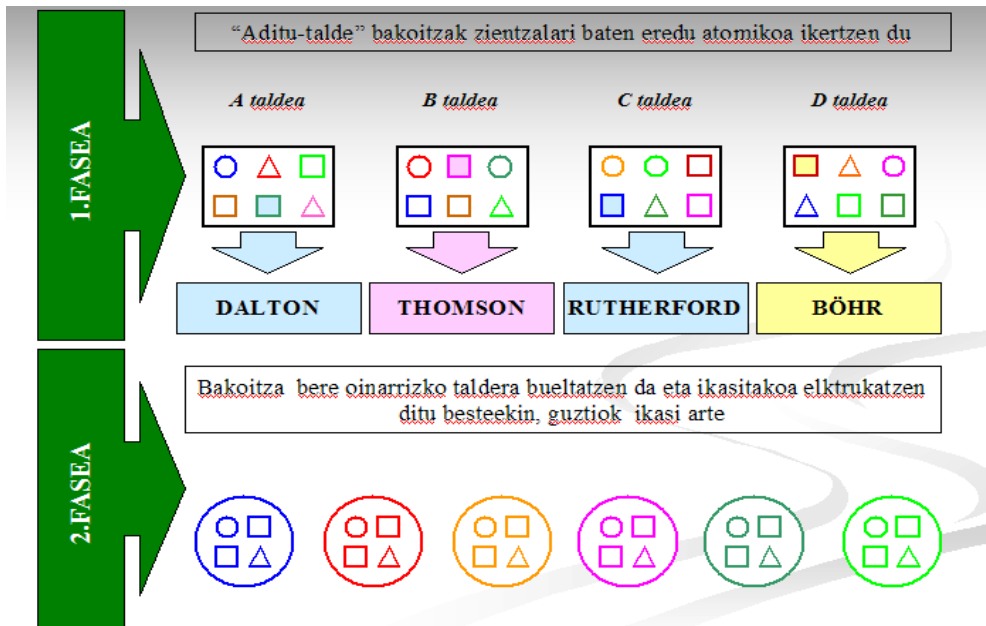 1.FASEA
“Aditu-talde” bakoitzak zientzalari baten eredu atomikoa ikertzen du
A taldea
B taldea
C taldea
D taldea
DALTON
THOMSON
RUTHERFORD
BÖHR
2.FASEA
Bakoitza bere oinarrizko taldera bueltatzen da eta ikasitakoa elktrukatzen
ditu besteekin, guztiok ikasi arte